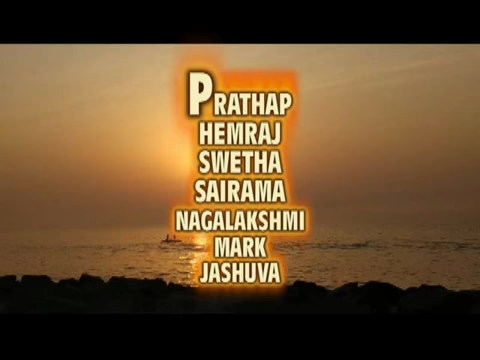 PRATHAP
HEMRAJ
SWETHA
SAIRAMA
NAGALAKSHMI
MARK
JASHUVA